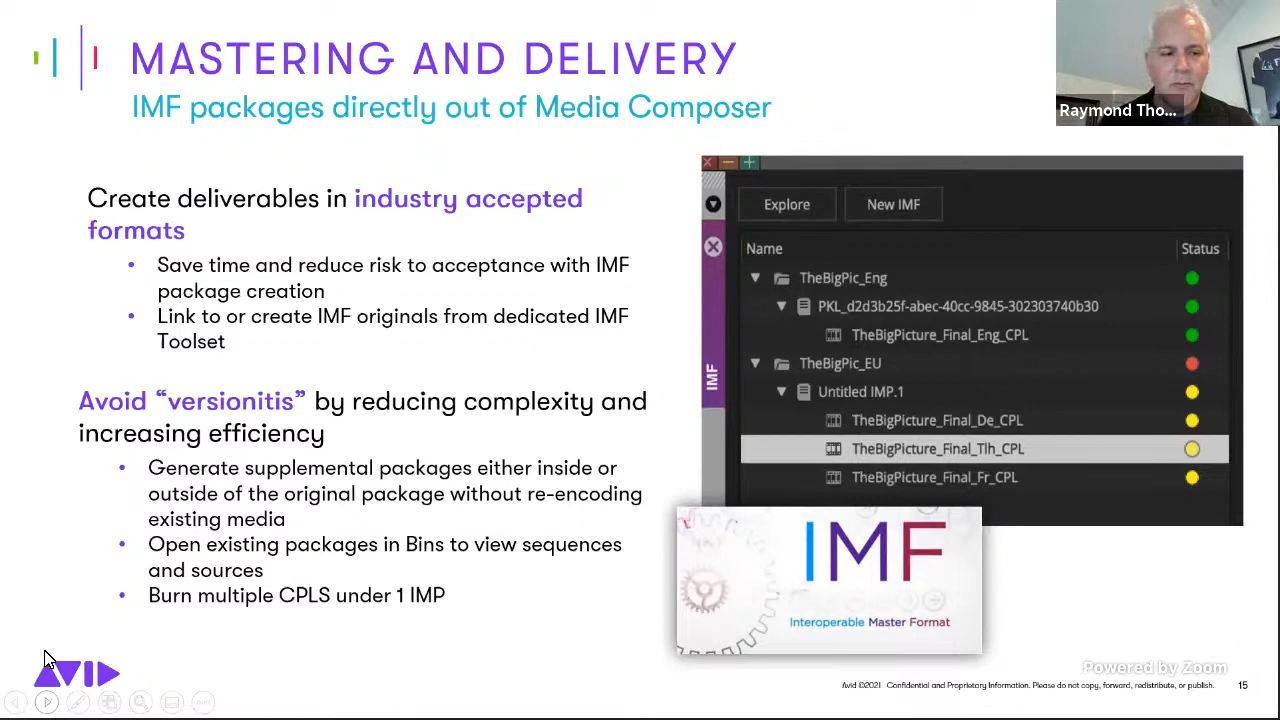 MASTERING AND DELIVERY
IMF packages directly out of Media Composer
Raymond Tho...
Create deliverables in industry accepted
formats
• Save time and reduce risk to acceptance with IMF
package creation
• Link to or create IMF originals from dedicated IMF
Toolset
Avoid “versionitis” by reducing complexity and
increasing efficiency
• Generate supplemental packages either inside or
outside of the original package without re-encoding
existing media
• Open existing packages in Bins to view sequences
and sources
• Burn multiple CPLS under 1 IMP
Explore New IMF
Name Status
TheBigPic_Eng
PKL_d2d3b25f-abec-40cc-9845-302303740b30
TheBigPicture_Final_Eng_CPL
TheBigPic_EU
Untitled IMP.1
TheBigPicture_Final_De_CPL
TheBigPicture_Final_Tlh_CPL
TheBigPicture_Final_Fr_CPL
IMF
IMF
Interoperable Master Format
AVID
Powered by Zoom
Avid ©2021 Confidential and Proprietary Information. Please do not copy, forward, redistribute, or publish. 15